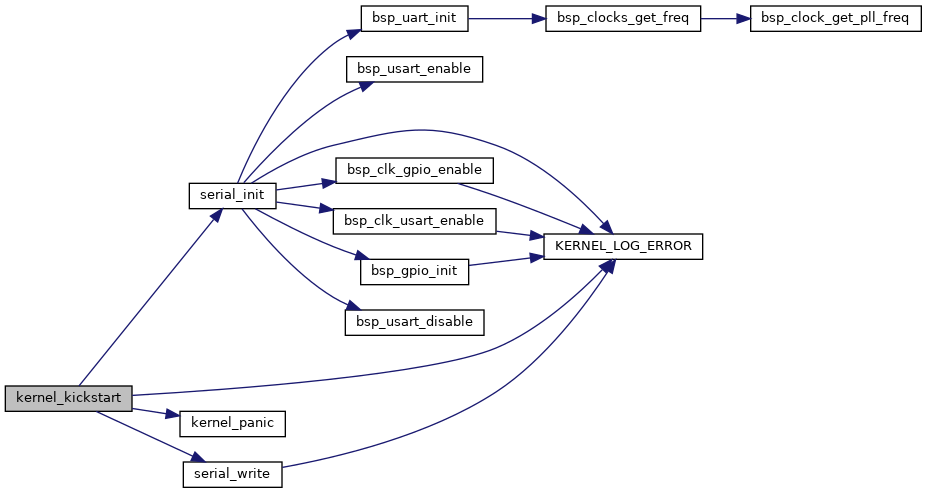 bsp_uart_init
bsp_clocks_get_freq
bsp_clock_get_pll_freq
bsp_usart_enable
bsp_clk_gpio_enable
serial_init
bsp_clk_usart_enable
KERNEL_LOG_ERROR
bsp_gpio_init
bsp_usart_disable
kernel_kickstart
kernel_panic
serial_write